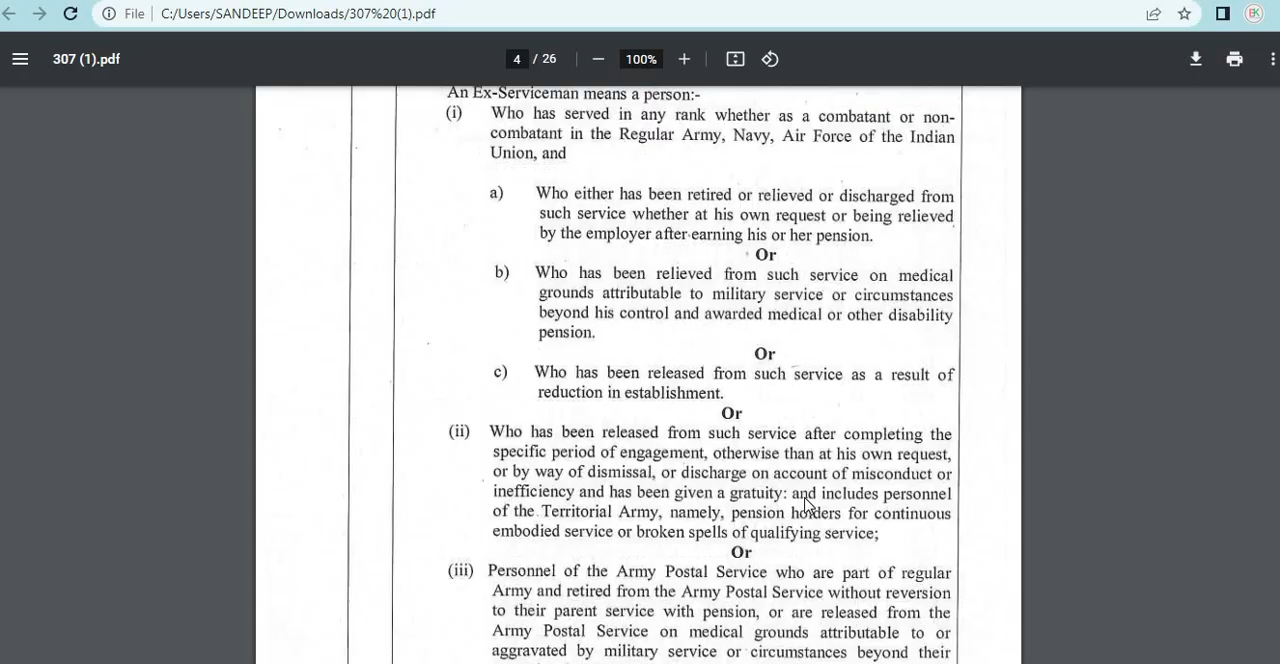 File
C:/Users/SANDEEP/Downloads/307%20(1).pdf
EK
307 (1).pdf
4 / 26
100%
An Ex-Serviceman means a person:-
(i) Who has served in any rank whether as a combatant or non-
combatant in the Regular Army, Navy, Air Force of the Indian
Union, and
a) Who either has been retired or relieved or discharged from
such service whether at his own request or being relieved
by the employer after earning his or her pension.
Or
b) Who has been relieved from such service on medical
grounds attributable to military service or circumstances
beyond his control and awarded medical or other disability
pension.
Or
c) Who has been released from such service as a result of
reduction in establishment.
Or
(ii) Who has been released from such service after completing the
specific period of engagement, otherwise than at his own request,
or by way of dismissal, or discharge on account of misconduct or
inefficiency and has been given a gratuity: and includes personnel
of the Territorial Army, namely, pension holders for continuous
embodied service or broken spells of qualifying service;
Or
(iii) Personnel of the Army Postal Service who are part of regular
Army and retired from the Army Postal Service without reversion
to their parent service with pension, or are released from the
Army Postal Service on medical grounds attributable to or
aggravated by military service or circumstances beyond their